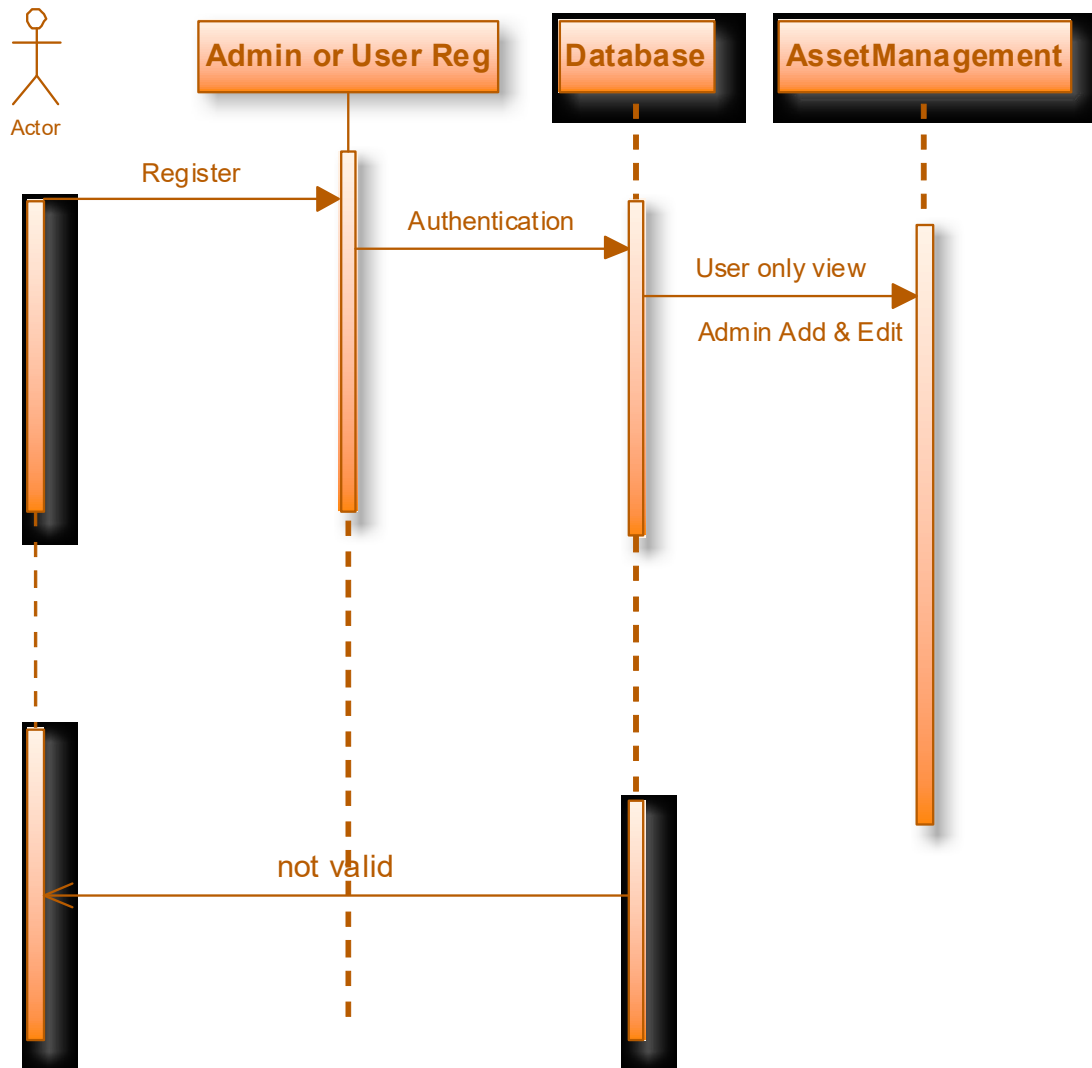 Admin or User Reg
Database
AssetManagement
Actor
Register
Authentication
User only view
Admin Add & Edit
not valid